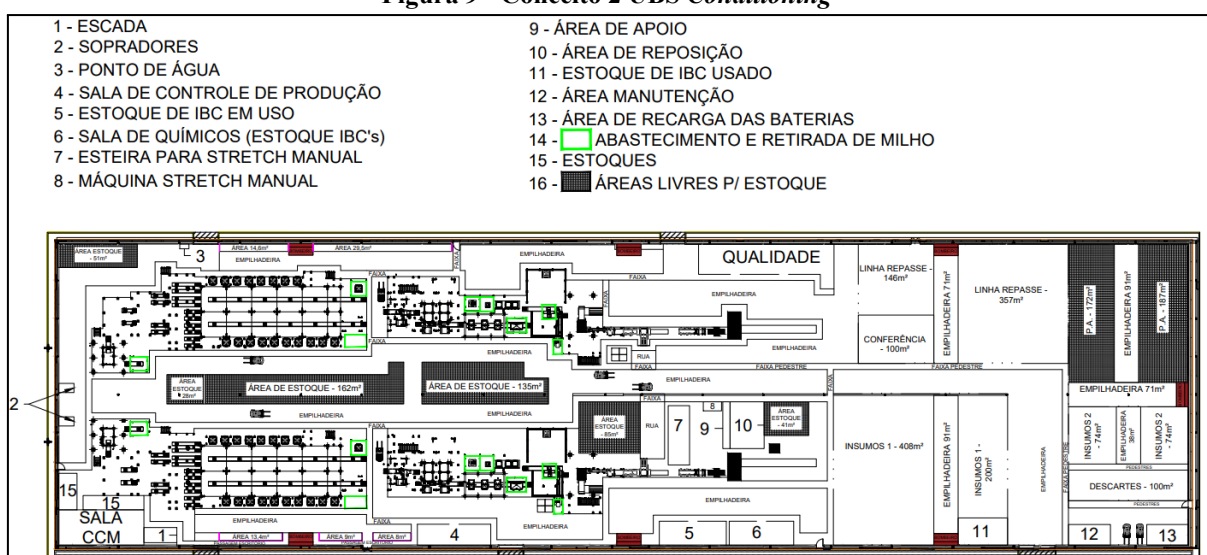 Figura 9 - Conceito 2 UBS Conditioning
1 - ESCADA
2 - SOPRADORES
3 - PONTO DE ÁGUA
4 - SALA DE CONTROLE DE PRODUÇÃO
5 - ESTOQUE DE IBC EM USO
6 - SALA DE QUÍMICOS (ESTOQUE IBC's)
7 - ESTEIRA PARA STRETCH MANUAL
8 - MÁQUINA STRETCH MANUAL
9 - ÁREA DE APOIO
10 - ÁREA DE REPOSIÇÃO
11 - ESTOQUE DE IBC USADO
12 - ÁREA MANUTENÇÃO
13 - ÁREA DE RECARGA DAS BATERIAS
14 - ABASTECIMENTO E RETIRADA DE MILHO
15 - ESTOQUES
16 - ÁREAS LIVRES P/ ESTOQUE
ÁREA ESTOQUE - 51m²
3
ÁREA 14,6m²
ÁREA 29,5m²
EMPILHADEIRA
FAIXA
EMPILHADEIRA
FAIXA
QUALIDADE
EMPILHADEIRA
FAIXA
LINHA REPASSE - 146m²
EMPILHADEIRA 71m²
LINHA REPASSE - 357m²
P.A. - 172m²
EMPILHADEIRA 91m²
P.A. - 187m²
CONFERÊNCIA - 100m²
FAIXA
EMPILHADEIRA
RUA
EMPILHADEIRA
FAIXA
FAIXA PEDESTRE
FAIXA PEDESTRE
2
ÁREA ESTOQUE 28m²
ÁREA DE ESTOQUE - 162m²
ÁREA DE ESTOQUE - 135m²
EMPILHADEIRA
FAIXA
EMPILHADEIRA 71m²
EMPILHADEIRA
EMPILHADEIRA
FAIXA
ÁREA ESTOQUE - 85m²
RUA
7
8
9
10
ÁREA ESTOQUE - 41m²
INSUMOS 1 - 408m²
EMPILHADEIRA 91m²
INSUMOS 1 - 200m²
EMPILHADEIRA
FAIXA PEDESTRE
INSUMOS 2 - 74m²
EMPILHADEIRA 38m²
INSUMOS 2 - 74m²
PEDESTRES
DESCARTES - 100m²
PEDESTRES
15
15
SALA CCM
1
EMPILHADEIRA
FAIXA
ÁREA 13,4m²
ÁREA 9m²
ÁREA 8m²
4
EMPILHADEIRA
EMPILHADEIRA
5
6
11
12
13